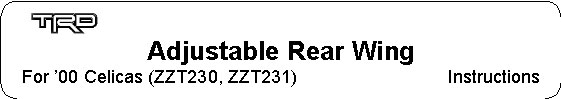 TRD
Adjustable Rear Wing
For '00 Celicas (ZZT230, ZZT231) Instructions